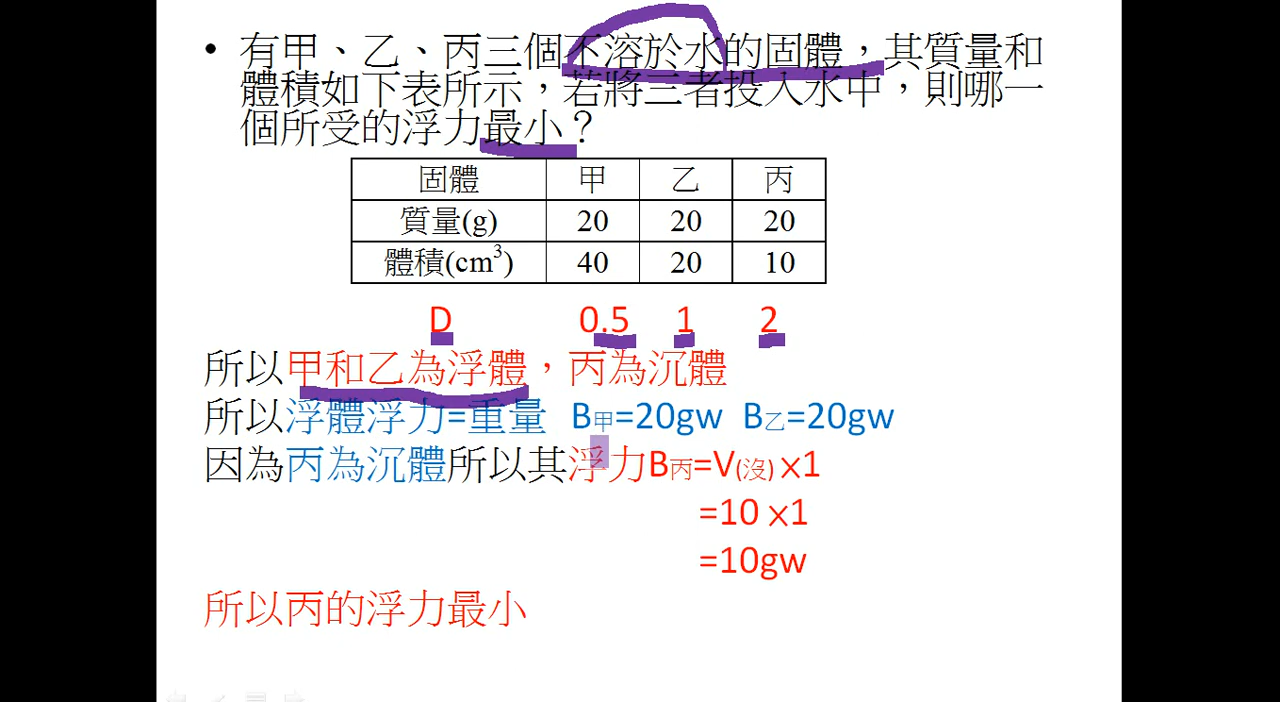 • 有甲、乙、丙三個不溶於水的固體，其質量和
體積如下表所示，若將三者投入水中，則哪一
個所受的浮力最小？
固體 甲 乙 丙
質量(g) 20 20 20
體積(cm³) 40 20 10
D 0.5 1 2
所以甲和乙為浮體，丙為沉體
所以浮體浮力=重量 B甲=20gw B乙=20gw
因為丙為沉體所以其浮力B丙=V(沒)×1
=10×1
=10gw
所以丙的浮力最小